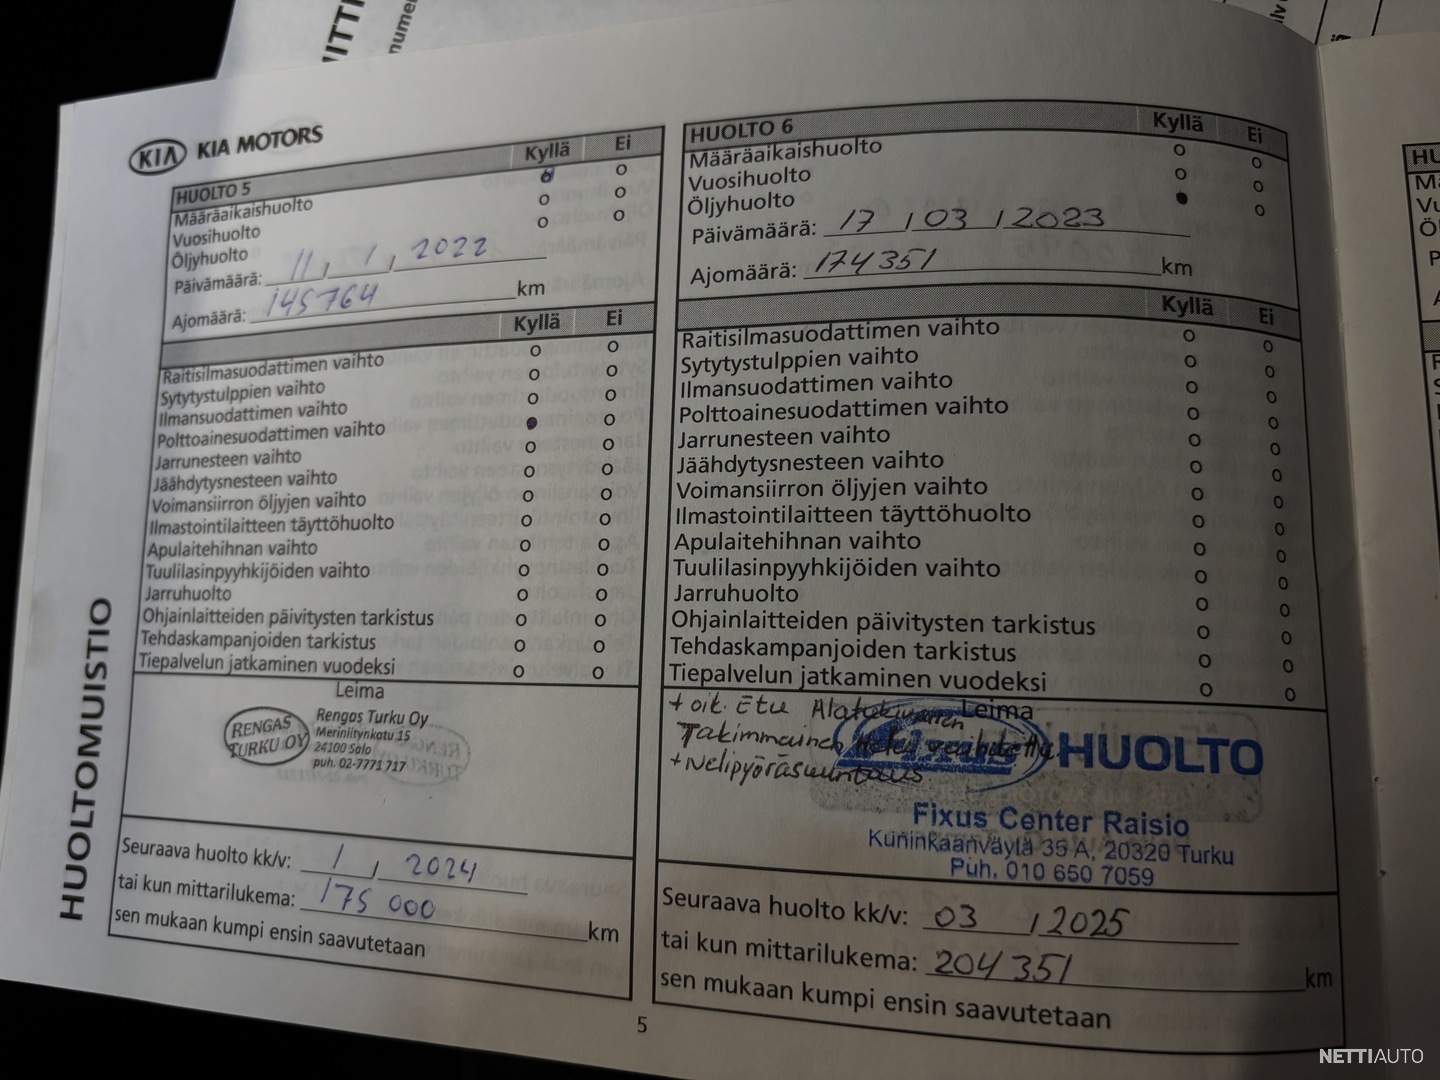 KIA KIA MOTORS
HUOLTO 5 Kyllä Ei
Määräaikaishuolto
Vuosihuolto
Öljyhuolto
Päivämäärä: 11, 1, 2022
Ajomäärä: 145764 km
Kyllä Ei
Raitisilmasuodattimen vaihto
Sytytystulppien vaihto
Ilmansuodattimen vaihto
Polttoainesuodattimen vaihto
Jarrunesteen vaihto
Jäähdytysnesteen vaihto
Voimansiirron öljyjen vaihto
Ilmastointilaitteen täyttöhuolto
Apulaitehihnan vaihto
Tuulilasinpyyhkijöiden vaihto
Jarruhuolto
Ohjainlaitteiden päivitysten tarkistus
Tehdaskampanjoiden tarkistus
Tiepalvelun jatkaminen vuodeksi
Leima
RENGAS
TURKU OY
Rengas Turku Oy
Meriniitynkatu 15
24100 Salo
puh. 02-7771 717
Seuraava huolto kk/v: 1, 2024
tai kun mittarilukema: 175 000 km
sen mukaan kumpi ensin saavutetaan
HUOLTOMUISTIO
HUOLTO 6 Kyllä Ei
Määräaikaishuolto
Vuosihuolto
Öljyhuolto
Päivämäärä: 17 / 03 / 2023
Ajomäärä: 174351 km
Kyllä Ei
Raitisilmasuodattimen vaihto
Sytytystulppien vaihto
Ilmansuodattimen vaihto
Polttoainesuodattimen vaihto
Jarrunesteen vaihto
Jäähdytysnesteen vaihto
Voimansiirron öljyjen vaihto
Ilmastointilaitteen täyttöhuolto
Apulaitehihnan vaihto
Tuulilasinpyyhkijöiden vaihto
Jarruhuolto
Ohjainlaitteiden päivitysten tarkistus
Tehdaskampanjoiden tarkistus
Tiepalvelun jatkaminen vuodeksi
Leima
+ oik. Etu
Takimmainen
+ Nelipyöräsuuntaus
Fixus HUOLTO
Fixus Center Raisio
Kuninkaanväylä 35 A, 20320 Turku
Puh. 010 650 7059
Seuraava huolto kk/v: 03 / 2025
tai kun mittarilukema: 204351 km
sen mukaan kumpi ensin saavutetaan
5
NETTIAUTO